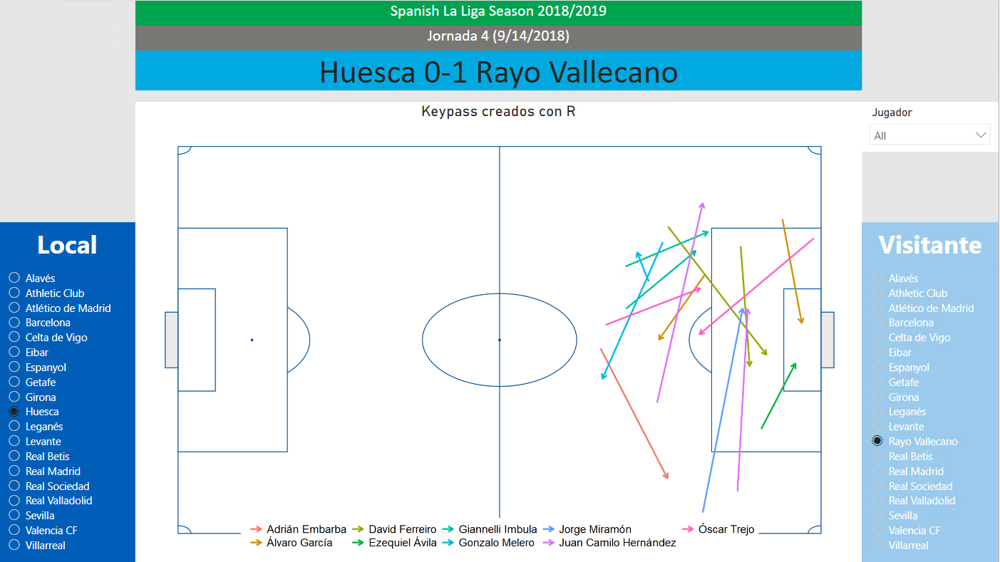 Spanish La Liga Season 2018/2019
Jornada 4 (9/14/2018)
Huesca 0-1 Rayo Vallecano
Keypass creados con R
Jugador
All
Local
Alavés
Athletic Club
Atlético de Madrid
Barcelona
Celta de Vigo
Eibar
Espanyol
Getafe
Girona
Huesca
Leganés
Levante
Real Betis
Real Madrid
Real Sociedad
Real Valladolid
Sevilla
Valencia CF
Villarreal
Adrián Embarba David Ferreiro Giannelli Imbula Jorge Miramón Óscar Trejo
Álvaro García Ezequiel Ávila Gonzalo Melero Juan Camilo Hernández
Visitante
Alavés
Athletic Club
Atlético de Madrid
Barcelona
Celta de Vigo
Eibar
Espanyol
Getafe
Girona
Leganés
Levante
Rayo Vallecano
Real Betis
Real Madrid
Real Sociedad
Real Valladolid
Sevilla
Valencia CF
Villarreal